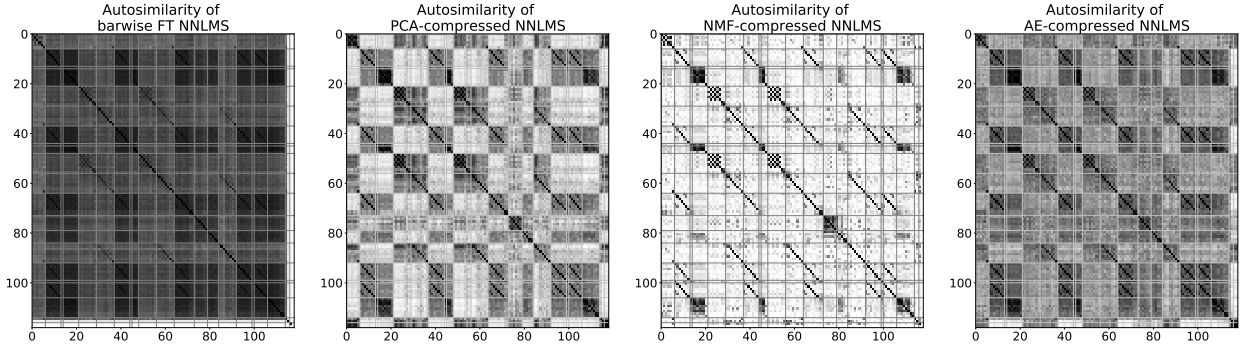 Autosimilarity of
barwise FT NNLMS
Autosimilarity of
PCA-compressed NNLMS
Autosimilarity of
NMF-compressed NNLMS
Autosimilarity of
AE-compressed NNLMS
0
20
40
60
80
100
0 20 40 60 80 100
0
20
40
60
80
100
0 20 40 60 80 100
0
20
40
60
80
100
0 20 40 60 80 100
0
20
40
60
80
100
0 20 40 60 80 100